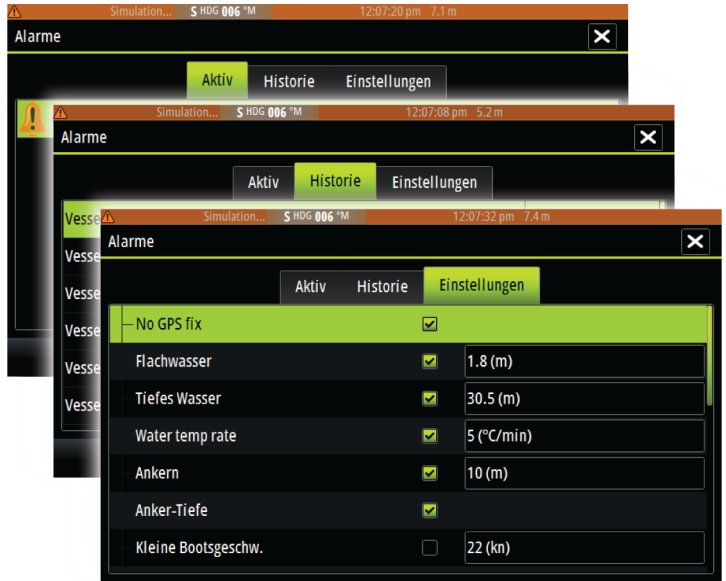 Simulation... S HDG 006 °M 12:07:20 pm 7.1 m
Alarme
Aktiv Historie Einstellungen
Simulation... S HDG 006 °M 12:07:08 pm 5.2 m
Alarme
Aktiv Historie Einstellungen
Vesse
Vesse
Vesse
Vesse
Vesse
Vesse
Simulation... S HDG 006 °M 12:07:32 pm 7.4 m
Alarme
Aktiv Historie Einstellungen
No GPS fix
Flachwasser 1.8 (m)
Tiefes Wasser 30.5 (m)
Water temp rate 5 (°C/min)
Ankern 10 (m)
Anker-Tiefe
Kleine Bootsgeschw. 22 (kn)